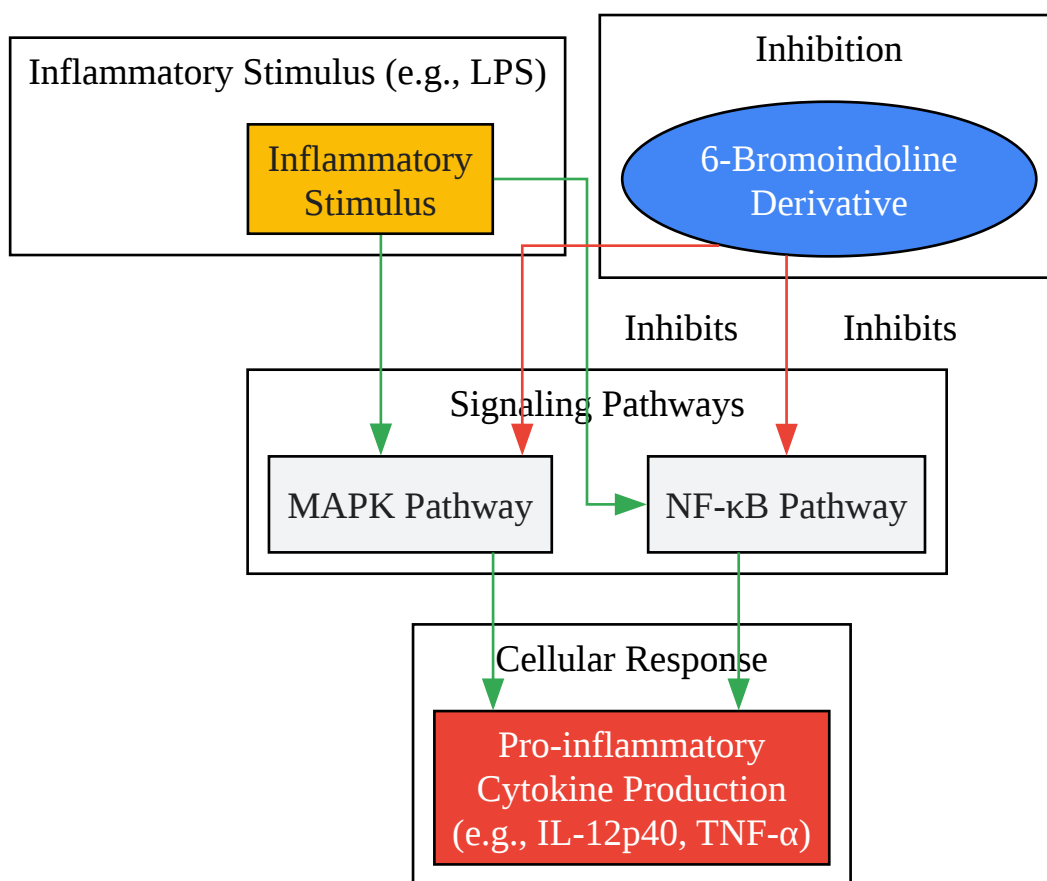 Inflammatory Stimulus (e.g., LPS)
Inflammatory
Stimulus
Inhibition
6-Bromoindoline
Derivative
Inhibits
Inhibits
Signaling Pathways
MAPK Pathway
NF-κB Pathway
Cellular Response
Pro-inflammatory
Cytokine Production
(e.g., IL-12p40, TNF-α)